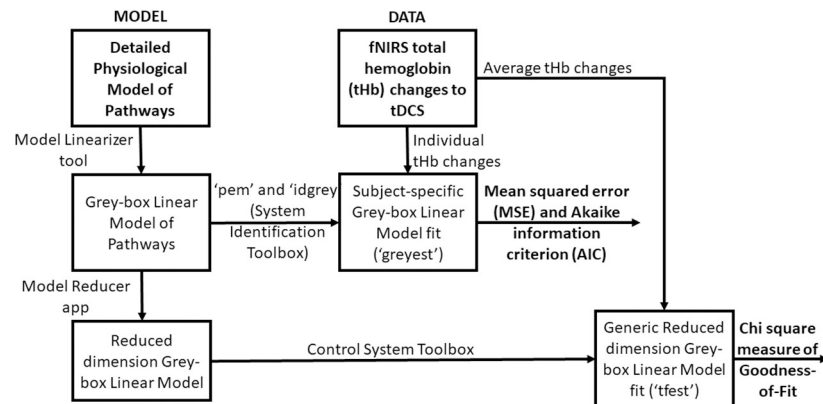 MODEL
DATA
Detailed
Physiological
Model of
Pathways
fNIRS total
hemoglobin
(tHb) changes to
tDCS
Average tHb changes
Model Linearizer
tool
Individual
tHb changes
Grey-box Linear
Model of
Pathways
'pem' and 'idgrey
(System
Identification
Toolbox)
Subject-specific
Grey-box Linear
Model fit
('greyest')
Mean squared error
(MSE) and Akaike
information
criterion (AIC)
Model Reducer
app
Reduced
dimension Grey-
box Linear Model
Control System Toolbox
Generic Reduced
dimension Grey-
box Linear Model
fit ('tfest')
Chi square
measure of
Goodness-
of-Fit